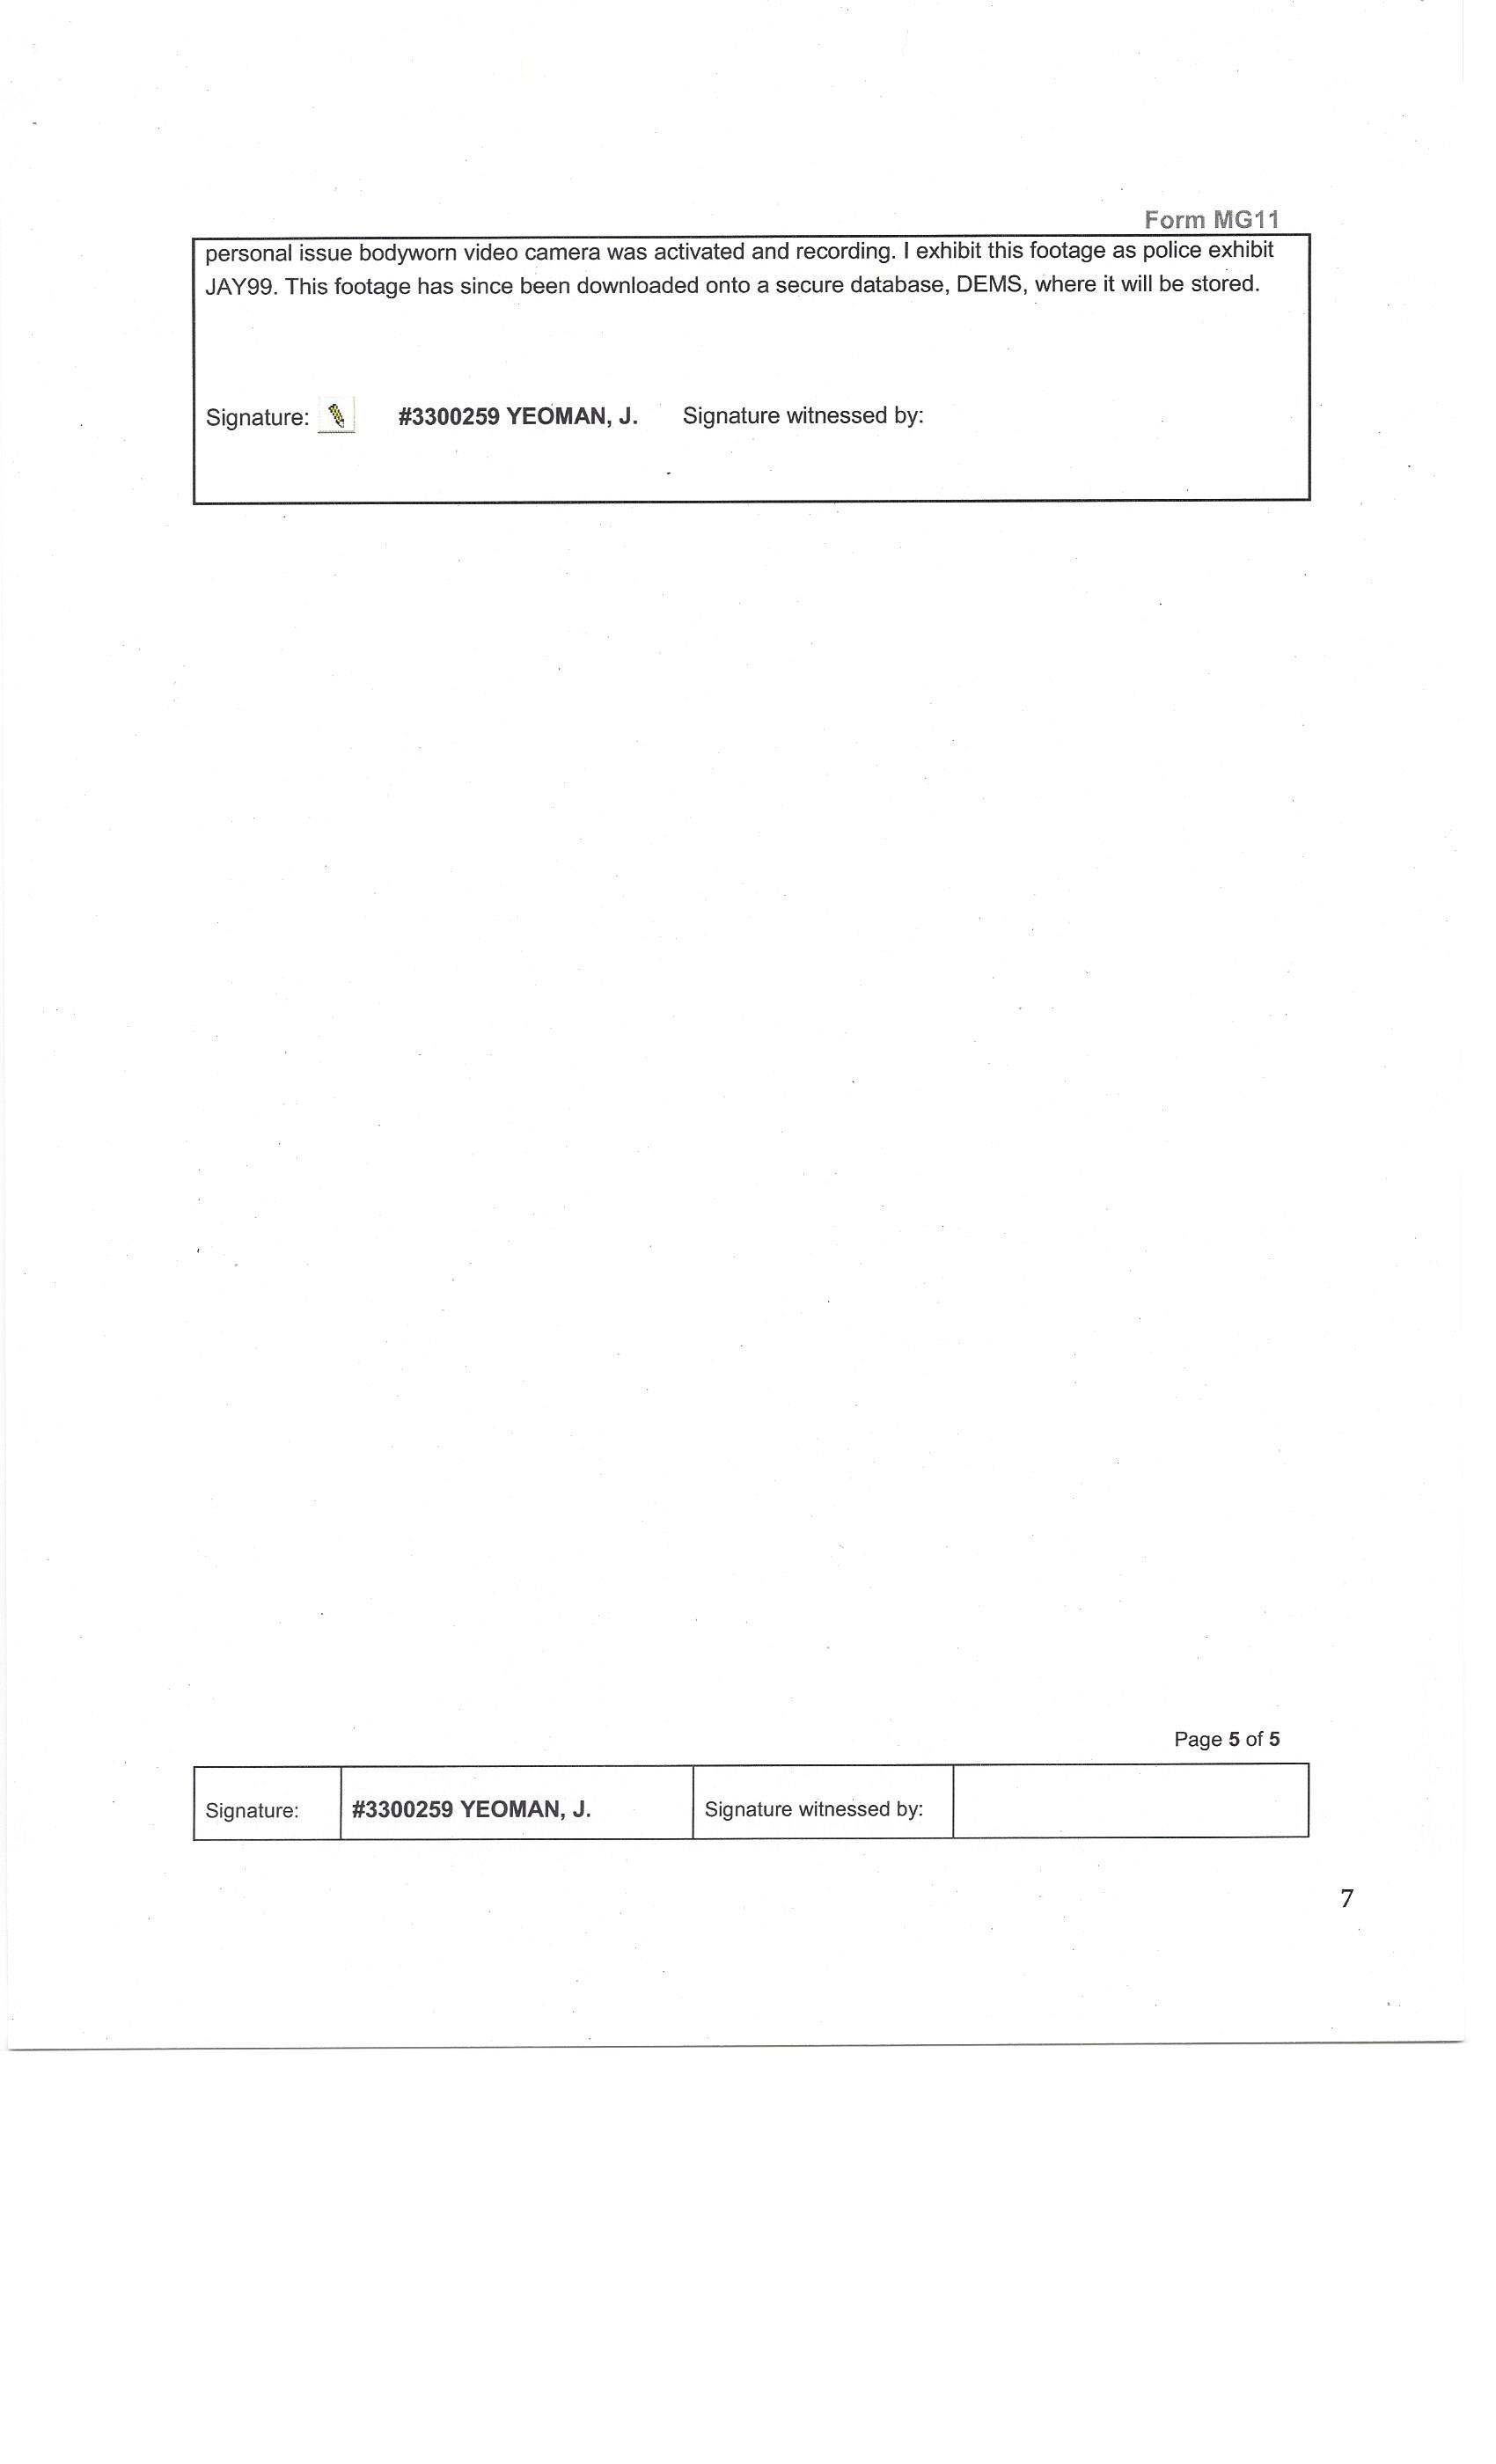 Form MG11
personal issue bodyworn video camera was activated and recording. I exhibit this footage as police exhibit
JAY99. This footage has since been downloaded onto a secure database, DEMS, where it will be stored.
Signature: #3300259 YEOMAN, J. Signature witnessed by:
Page 5 of 5
Signature: #3300259 YEOMAN, J. Signature witnessed by:
7